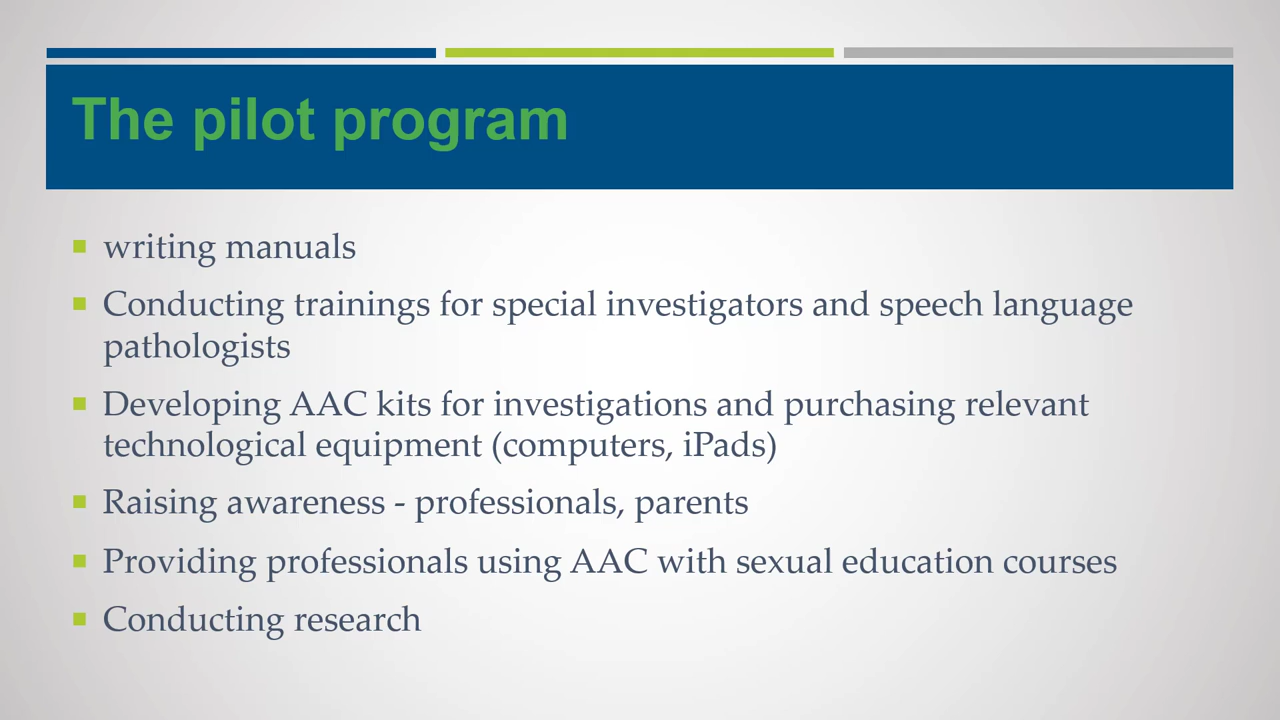 The pilot program
writing manuals
Conducting trainings for special investigators and speech language
pathologists
Developing AAC kits for investigations and purchasing relevant
technological equipment (computers, iPads)
Raising awareness - professionals, parents
Providing professionals using AAC with sexual education courses
Conducting research